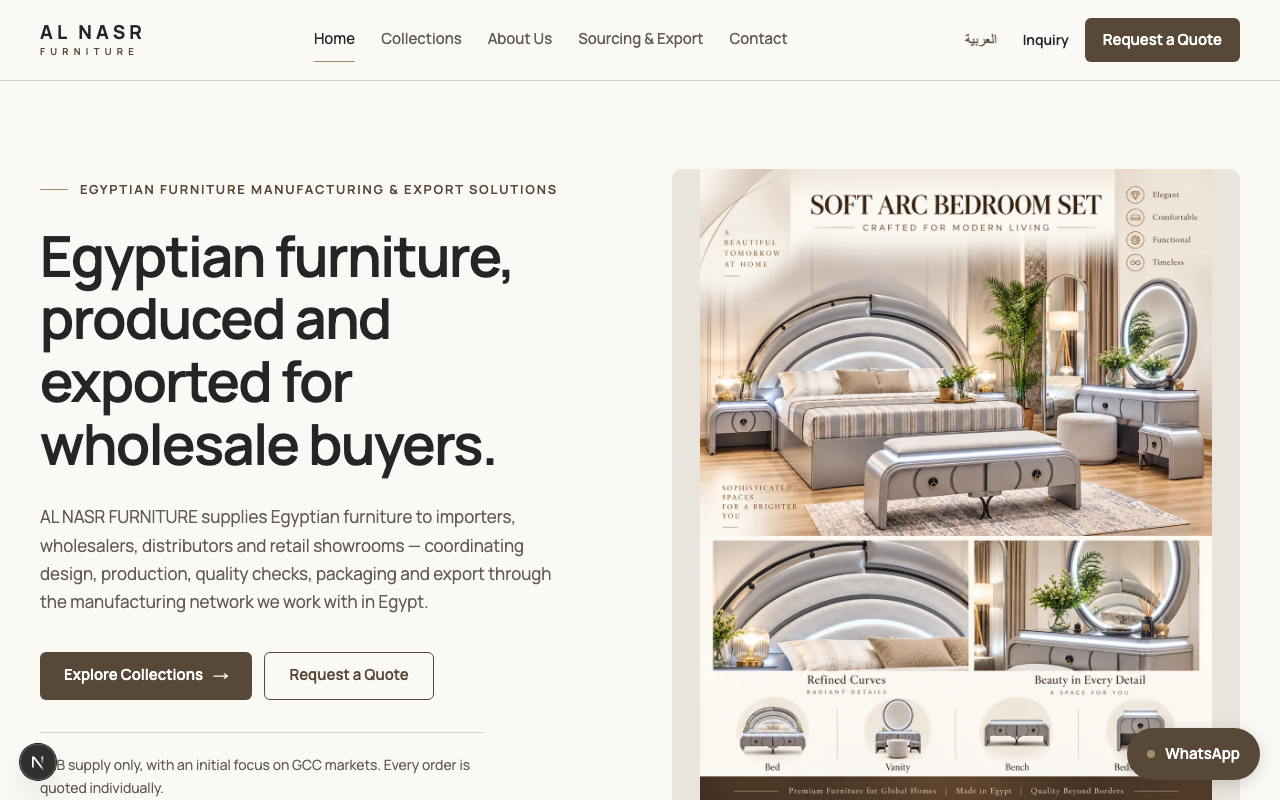 AL NASR
FURNITURE
Home
Collections
About Us
Sourcing & Export
Contact
العربية
Inquiry
Request a Quote
EGYPTIAN FURNITURE MANUFACTURING & EXPORT SOLUTIONS
Egyptian furniture,
produced and
exported for
wholesale buyers.
AL NASR FURNITURE supplies Egyptian furniture to importers,
wholesalers, distributors and retail showrooms — coordinating
design, production, quality checks, packaging and export through
the manufacturing network we work with in Egypt.
Explore Collections →
Request a Quote
B supply only, with an initial focus on GCC markets. Every order is
quoted individually.
N
SOFT ARC BEDROOM SET
CRAFTED FOR MODERN LIVING
A
BEAUTIFUL
TOMORROW
AT HOME
Elegant
Comfortable
Functional
Timeless
SOPHISTICATED
SPACES
FOR A BRIGHTER
YOU
Refined Curves
RADIANT DETAILS
Beauty in Every Detail
A SPACE FOR YOU
Bed
Vanity
Bench
WhatsApp
Premium Furniture for Global Homes | Made in Egypt | Quality Beyond Borders